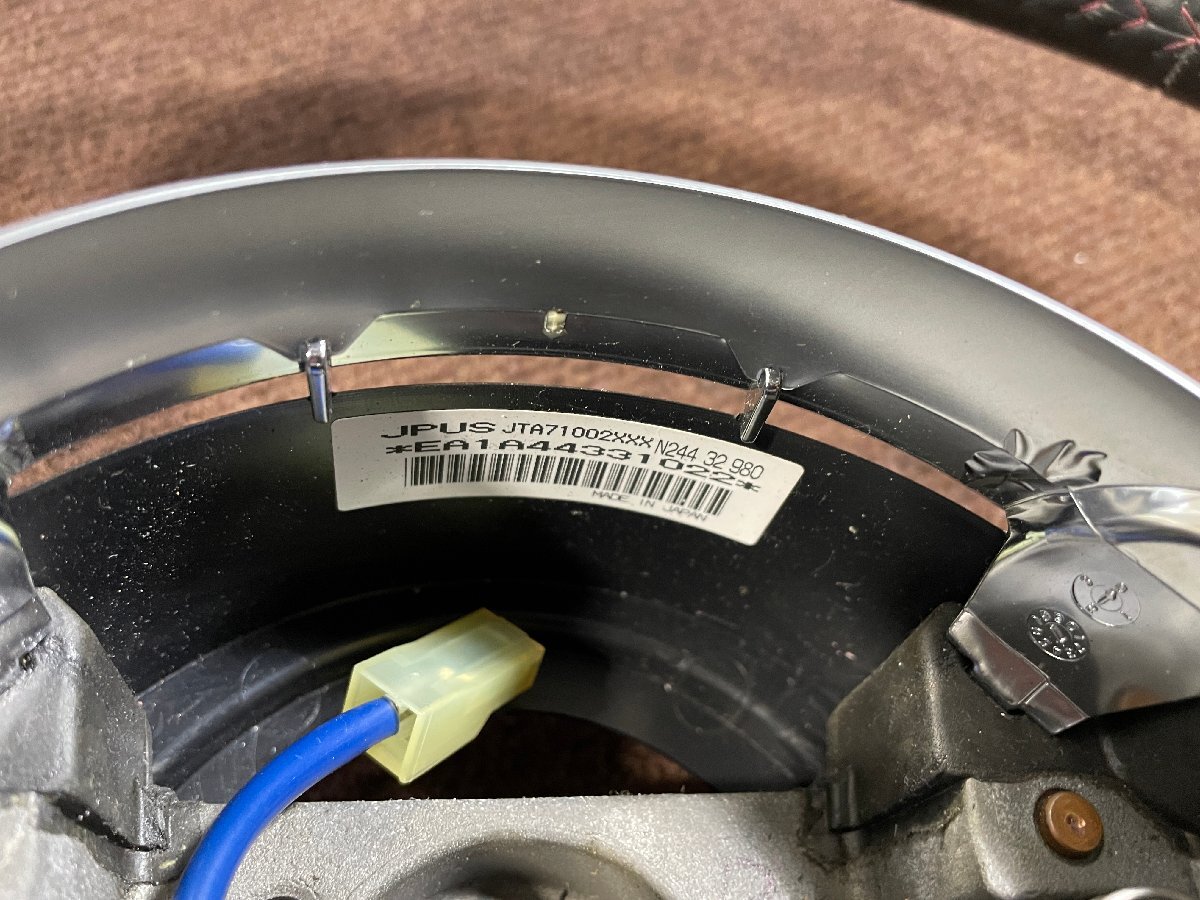 JPUS JTA71002XXX N244 32 980
*EA1A44331022*
MADE IN JAPAN